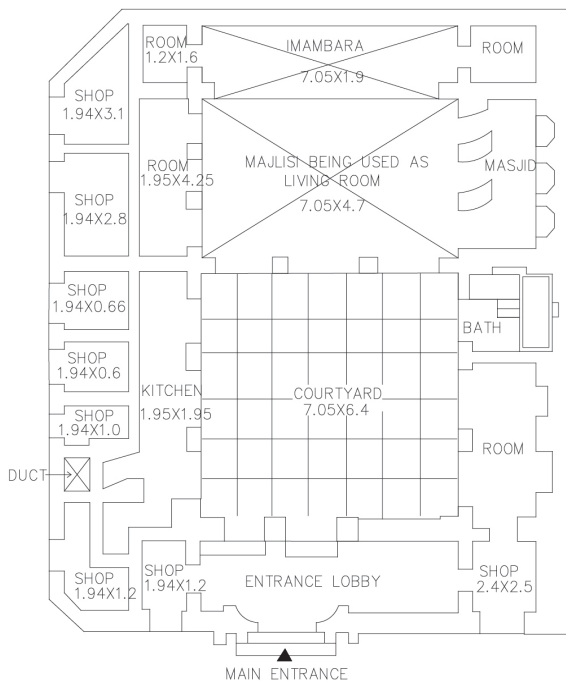 ROOM
1.2X1.6
IMAMBARA
7.05X1.9
ROOM
SHOP
1.94X3.1
ROOM
1.95X4.25
MAJLISI BEING USED AS
LIVING ROOM
7.05X4.7
MASJID
SHOP
1.94X2.8
SHOP
1.94X0.66
BATH
SHOP
1.94X0.6
KITCHEN
1.95X1.95
COURTYARD
7.05X6.4
SHOP
1.94X1.0
ROOM
DUCT
SHOP
1.94X1.2
SHOP
1.94X1.2
ENTRANCE LOBBY
SHOP
2.4X2.5
MAIN ENTRANCE